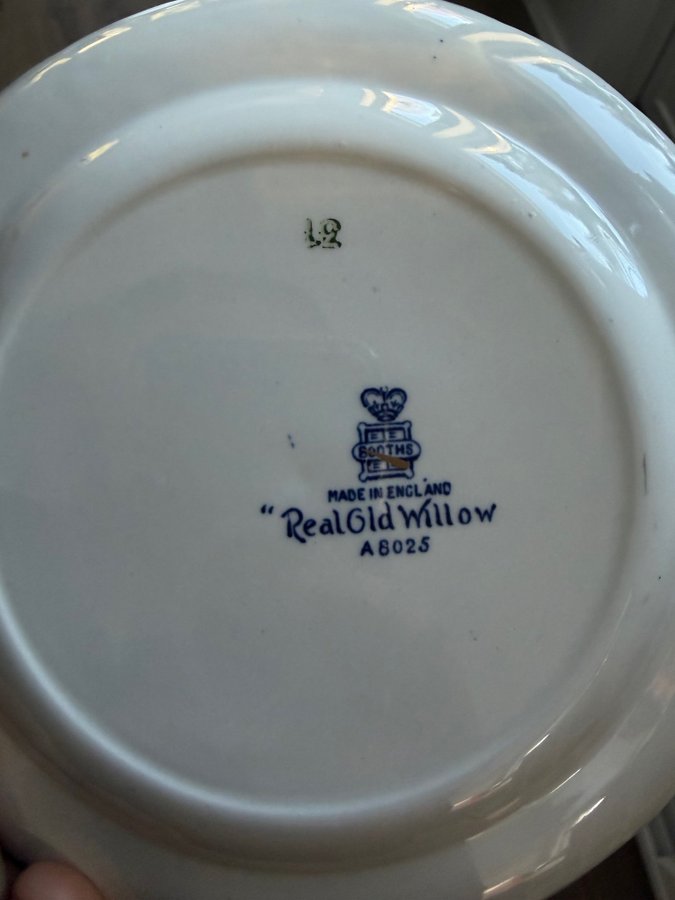 12
BOOTHS
MADE IN ENGLAND
"Real Old Willow
A8025